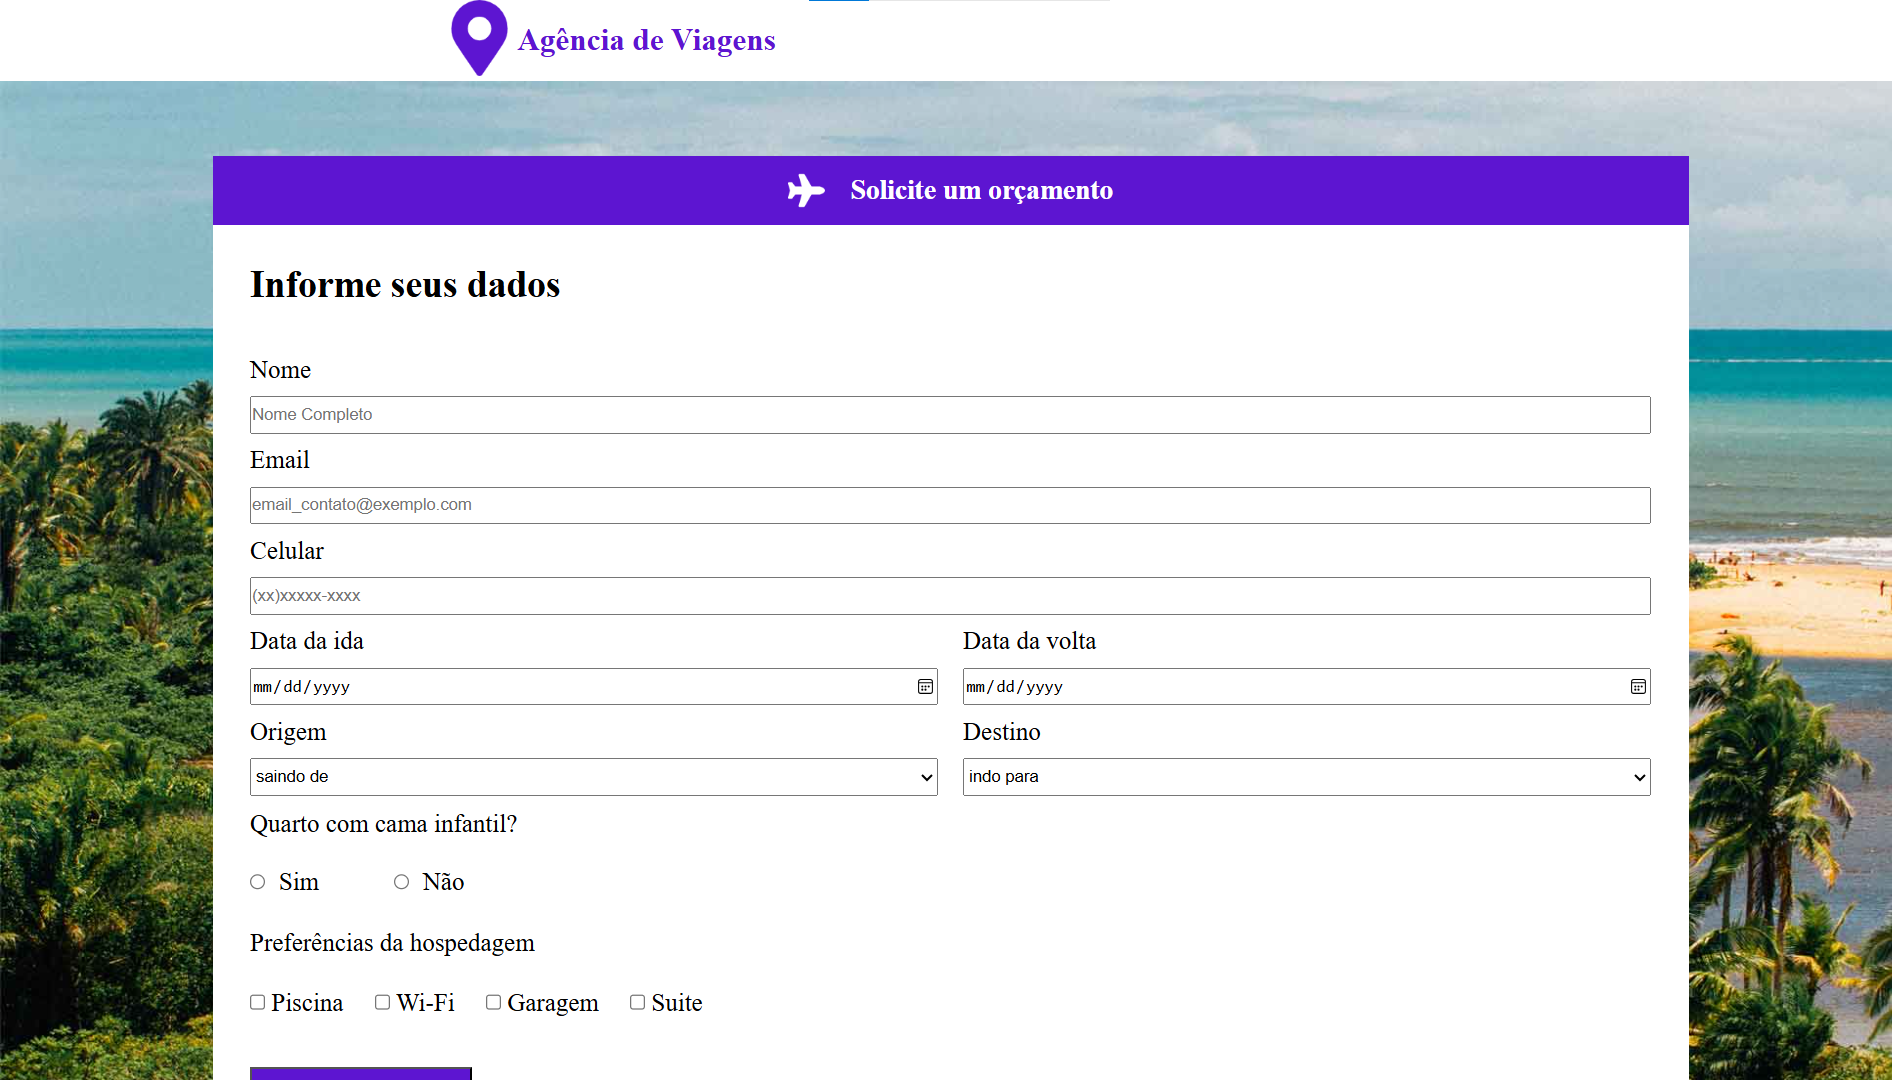 Agência de Viagens
Solicite um orçamento
Informe seus dados
Nome
Nome Completo
Email
email_contato@exemplo.com
Celular
(xx)xxxxx-xxxx
Data da ida Data da volta
mm/dd/yyyy mm/dd/yyyy
Origem Destino
saindo de indo para
Quarto com cama infantil?
Sim Não
Preferências da hospedagem
Piscina Wi-Fi Garagem Suite